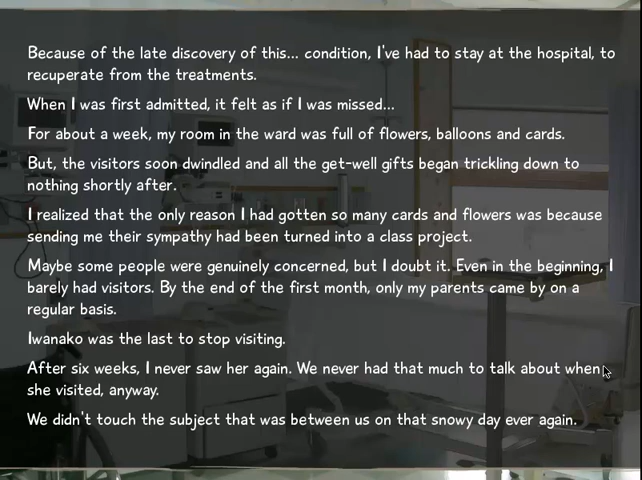 Because of the late discovery of this... condition, I've had to stay at the hospital, to
recuperate from the treatments.
When I was first admitted, it felt as if I was missed...
For about a week, my room in the ward was full of flowers, balloons and cards.
But, the visitors soon dwindled and all the get-well gifts began trickling down to
nothing shortly after.
I realized that the only reason I had gotten so many cards and flowers was because
sending me their sympathy had been turned into a class project.
Maybe some people were genuinely concerned, but I doubt it. Even in the beginning, I
barely had visitors. By the end of the first month, only my parents came by on a
regular basis.
Iwanako was the last to stop visiting.
After six weeks, I never saw her again. We never had that much to talk about when
she visited, anyway.
We didn't touch the subject that was between us on that snowy day ever again.